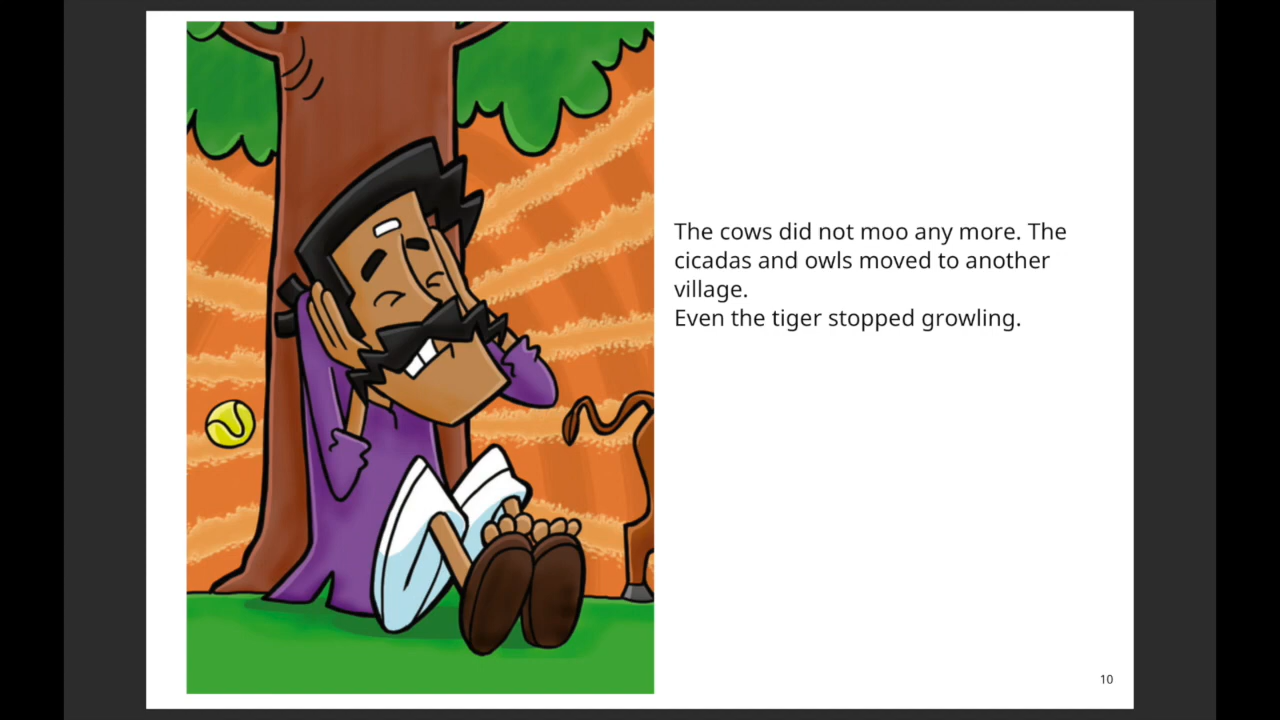 The cows did not moo any more. The
cicadas and owls moved to another
village.
Even the tiger stopped growling.
10